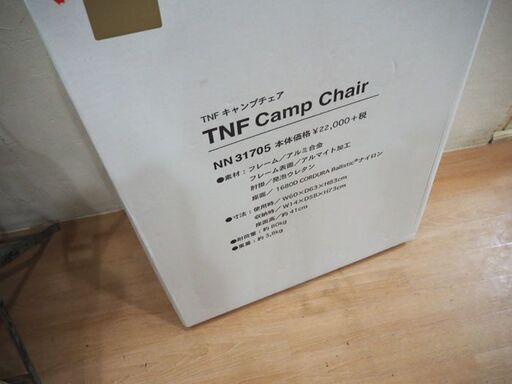 TNF キャンプチェア
TNF Camp Chair
NN31705 本体価格 ¥22,000+税
●素材：フレーム／アルミ合金
フレーム表面／アルマイト加工
肘掛／発泡ウレタン
座面／1680D CORDURA Ballistic®ナイロン
●寸法：使用時／W60×D63×H83cm
収納時／W14×D58×H73cm
座面高／約41cm
●耐荷重：約80kg
●重量：約3.8kg